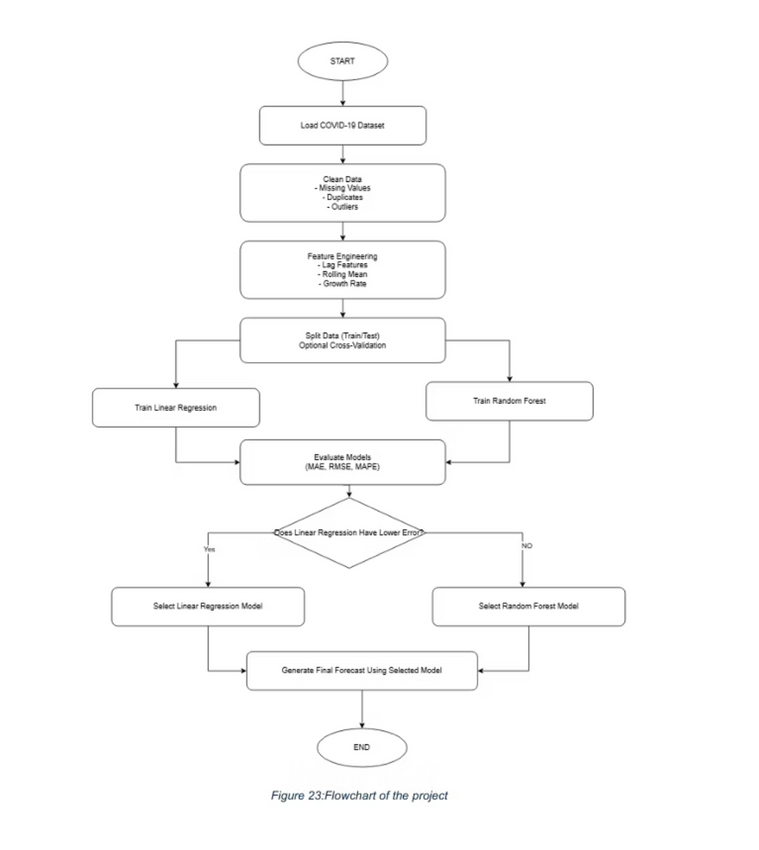 START
Load COVID-19 Dataset
Clean Data
- Missing Values
- Duplicates
- Outliers
Feature Engineering
- Lag Features
- Rolling Mean
- Growth Rate
Split Data (Train/Test)
Optional Cross-Validation
Train Linear Regression
Train Random Forest
Evaluate Models
(MAE, RMSE, MAPE)
Does Linear Regression Have Lower Error?
Yes
NO
Select Linear Regression Model
Select Random Forest Model
Generate Final Forecast Using Selected Model
END
Figure 23:Flowchart of the project